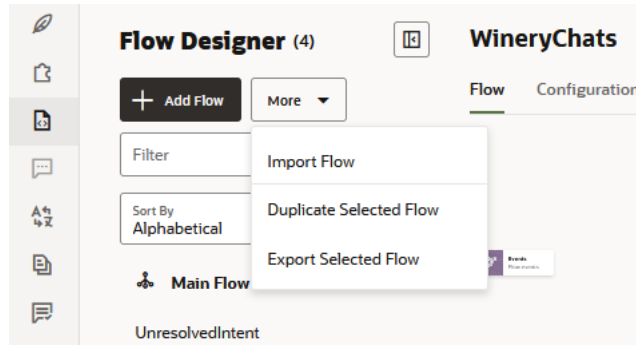 Flow Designer (4)
WineryChats
+ Add Flow
More
Flow
Configuration
Filter
Import Flow
Sort By
Alphabetical
Duplicate Selected Flow
Export Selected Flow
Main Flow
Events
UnresolvedIntent